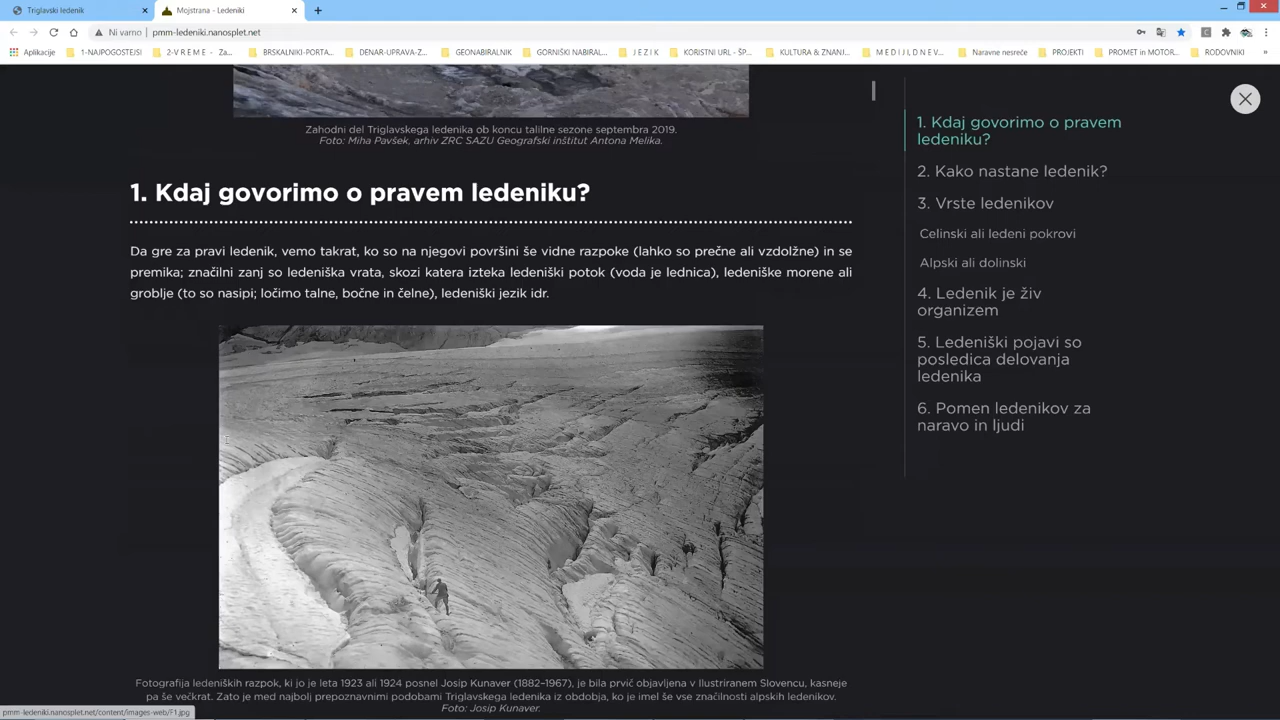 Triglavski ledenik
Mojstrana - Ledeniki
Ni varno | pmm-ledeniki.nanosplet.net
Aplikacije
1-NAJPOGOSTEJŠI
2-V R E M E - Za...
BRSKALNIKI-PORTA...
DENAR-UPRAVA-Z...
GEONABIRALNIK
GORNIŠKI NABIRAL...
J E Z I K
KORISTNI URL - ŠP...
KULTURA & ZNANJ...
M E D I J I, D N E V...
Naravne nesreče
PROJEKTI
PROMET in MOTOR...
RODOVNIKI
Zahodni del Triglavskega ledenika ob koncu talilne sezone septembra 2019.
Foto: Miha Pavšek, arhiv ZRC SAZU Geografski inštitut Antona Melika.
1. Kdaj govorimo o pravem ledeniku?
Da gre za pravi ledenik, vemo takrat, ko so na njegovi površini še vidne razpoke (lahko so prečne ali vzdolžne) in se
premika; značilni zanj so ledeniška vrata, skozi katera izteka ledeniški potok (voda je lednica), ledeniške morene ali
groblje (to so nasipi; ločimo talne, bočne in čelne), ledeniški jezik idr.
Fotografija ledeniških razpok, ki jo je leta 1923 ali 1924 posnel Josip Kunaver (1882–1967), je bila prvič objavljena v Ilustriranem Slovencu, kasneje
pa še večkrat. Zato je med najbolj prepoznavnimi podobami Triglavskega ledenika iz obdobja, ko je imel še vse značilnosti alpskih ledenikov.
Foto: Josip Kunaver.
1. Kdaj govorimo o pravem
ledeniku?
2. Kako nastane ledenik?
3. Vrste ledenikov
Celinski ali ledeni pokrovi
Alpski ali dolinski
4. Ledenik je živ
organizem
5. Ledeniški pojavi so
posledica delovanja
ledenika
6. Pomen ledenikov za
naravo in ljudi
pmm-ledeniki.nanosplet.net/content/images-web/F1.jpg